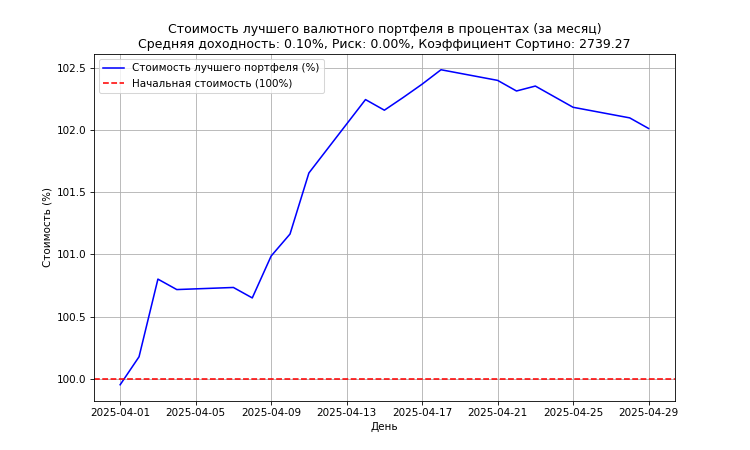 Стоимость лучшего валютного портфеля в процентах (за месяц)
Средняя доходность: 0.10%, Риск: 0.00%, Коэффициент Сортино: 2739.27
Стоимость лучшего портфеля (%)
Начальная стоимость (100%)
Стоимость (%)
102.5
102.0
101.5
101.0
100.5
100.0
2025-04-01 2025-04-05 2025-04-09 2025-04-13 2025-04-17 2025-04-21 2025-04-25 2025-04-29
День